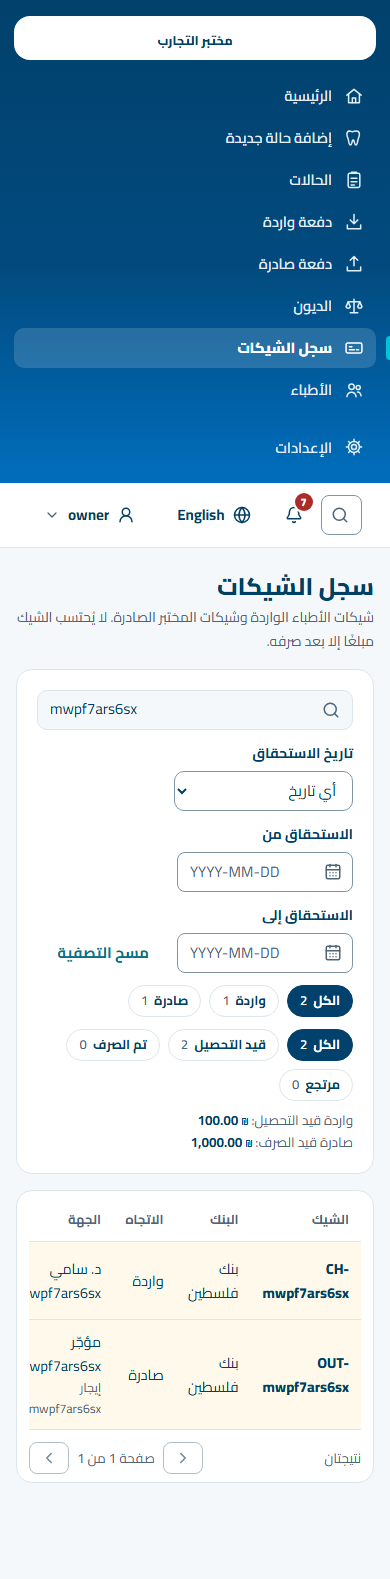 مختبر التجارب
الرئيسية
إضافة حالة جديدة
الحالات
دفعة واردة
دفعة صادرة
الديون
سجل الشيكات
الأطباء
الإعدادات
7 English owner
سجل الشيكات
شيكات الأطباء الواردة وشيكات المختبر الصادرة. لا يُحتسب الشيك
مبلغًا إلا بعد صرفه.
mwpf7ars6sx
تاريخ الاستحقاق
أي تاريخ
الاستحقاق من
YYYY-MM-DD
الاستحقاق إلى
YYYY-MM-DD مسح التصفية
الكل 2 واردة 1 صادرة 1
الكل 2 قيد التحصيل 2 تم الصرف 0
مرتجع 0
واردة قيد التحصيل: ₪ 100.00
صادرة قيد الصرف: ₪ 1,000.00
الشيك البنك الاتجاه الجهة
CH-mwpf7ars6sx بنك فلسطين واردة د. سامي wpf7ars6sx
OUT-mwpf7ars6sx بنك فلسطين صادرة مؤجّر wpf7ars6sx
إيجار mwpf7ars6sx
نتيجتان صفحة 1 من 1